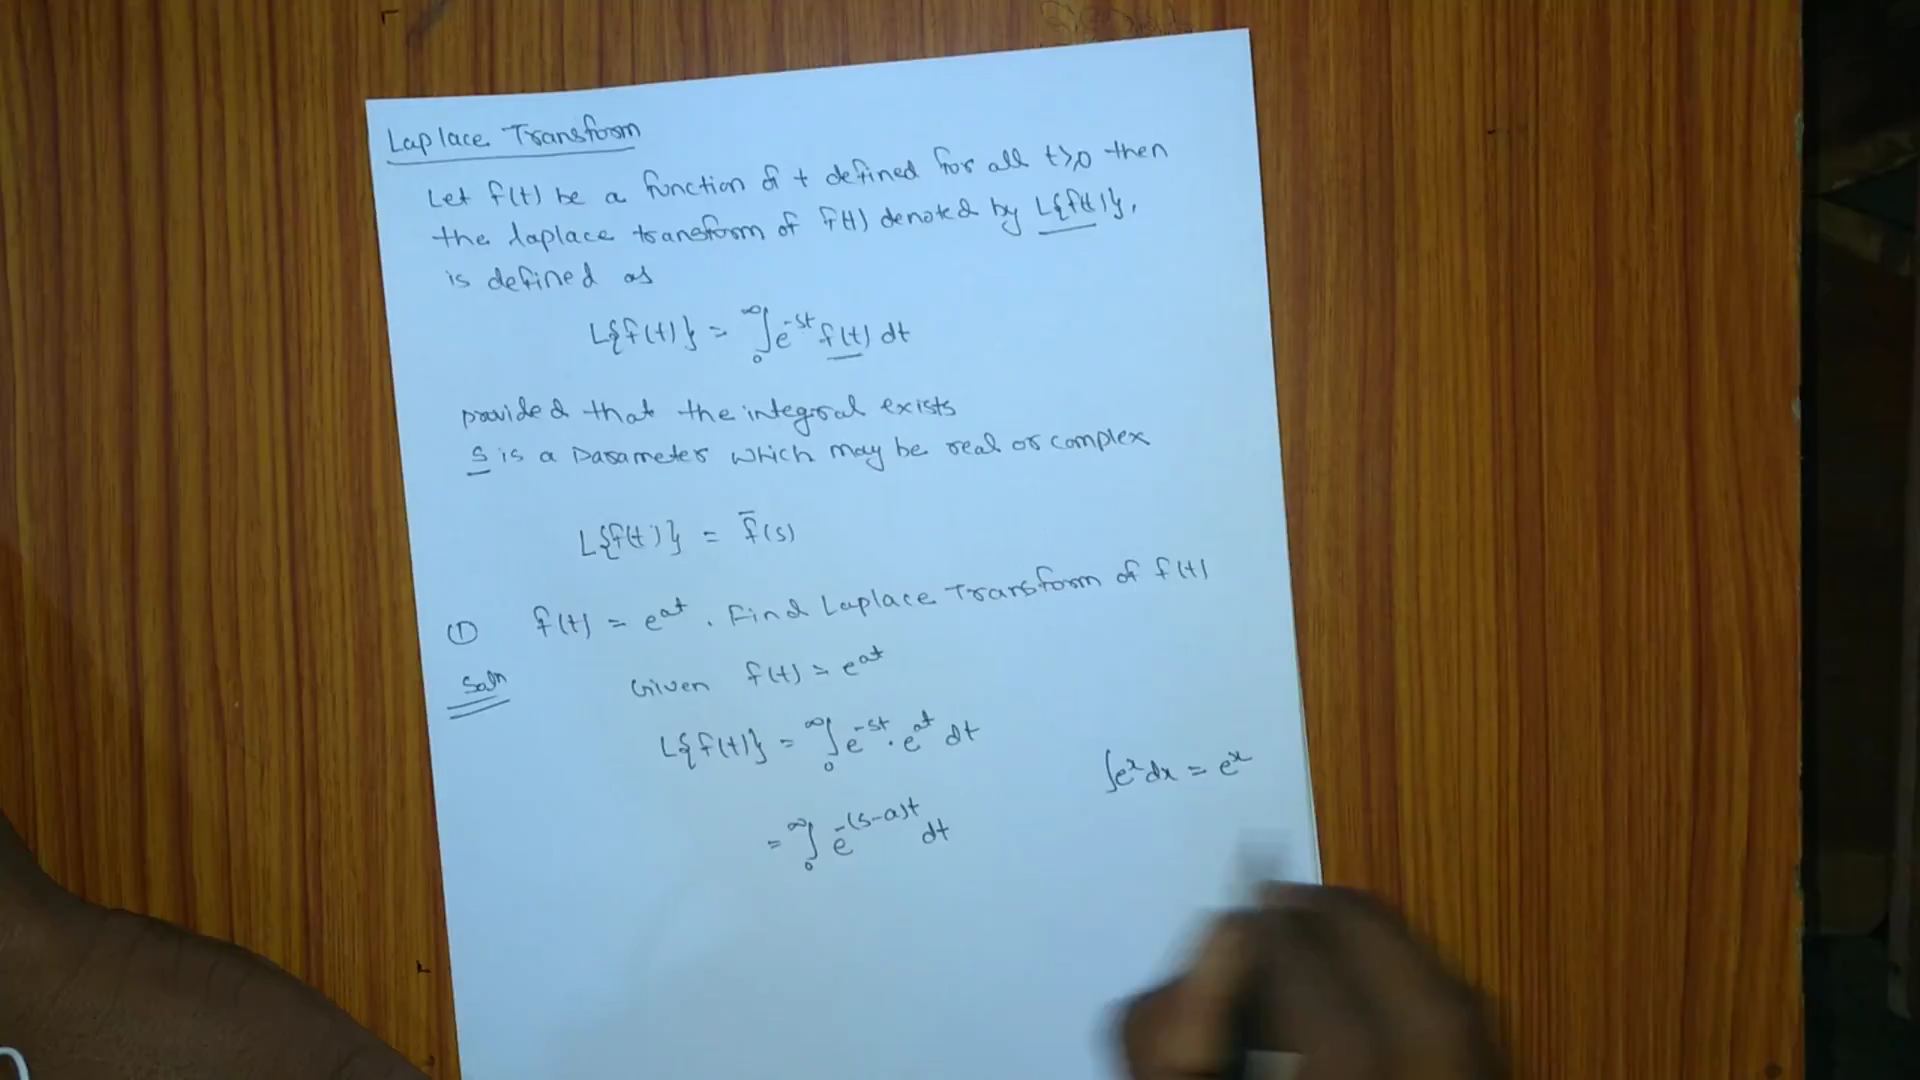 Laplace Transform
Let f(t) be a function of t defined for all t≥0 then
the laplace transform of f(t) denoted by L{f(t)},
is defined as
L{f(t)} = ∫₀^∞ e^{-st} f(t) dt
provided that the integral exists
s is a parameter which may be real or complex
L{f(t)} = f̄(s)
① f(t) = e^{at}. Find Laplace Transform of f(t)
Soln Given f(t) = e^{at}
L{f(t)} = ∫₀^∞ e^{-st} · e^{at} dt
∫e^x dx = e^x
= ∫₀^∞ e^{-(s-a)t} dt